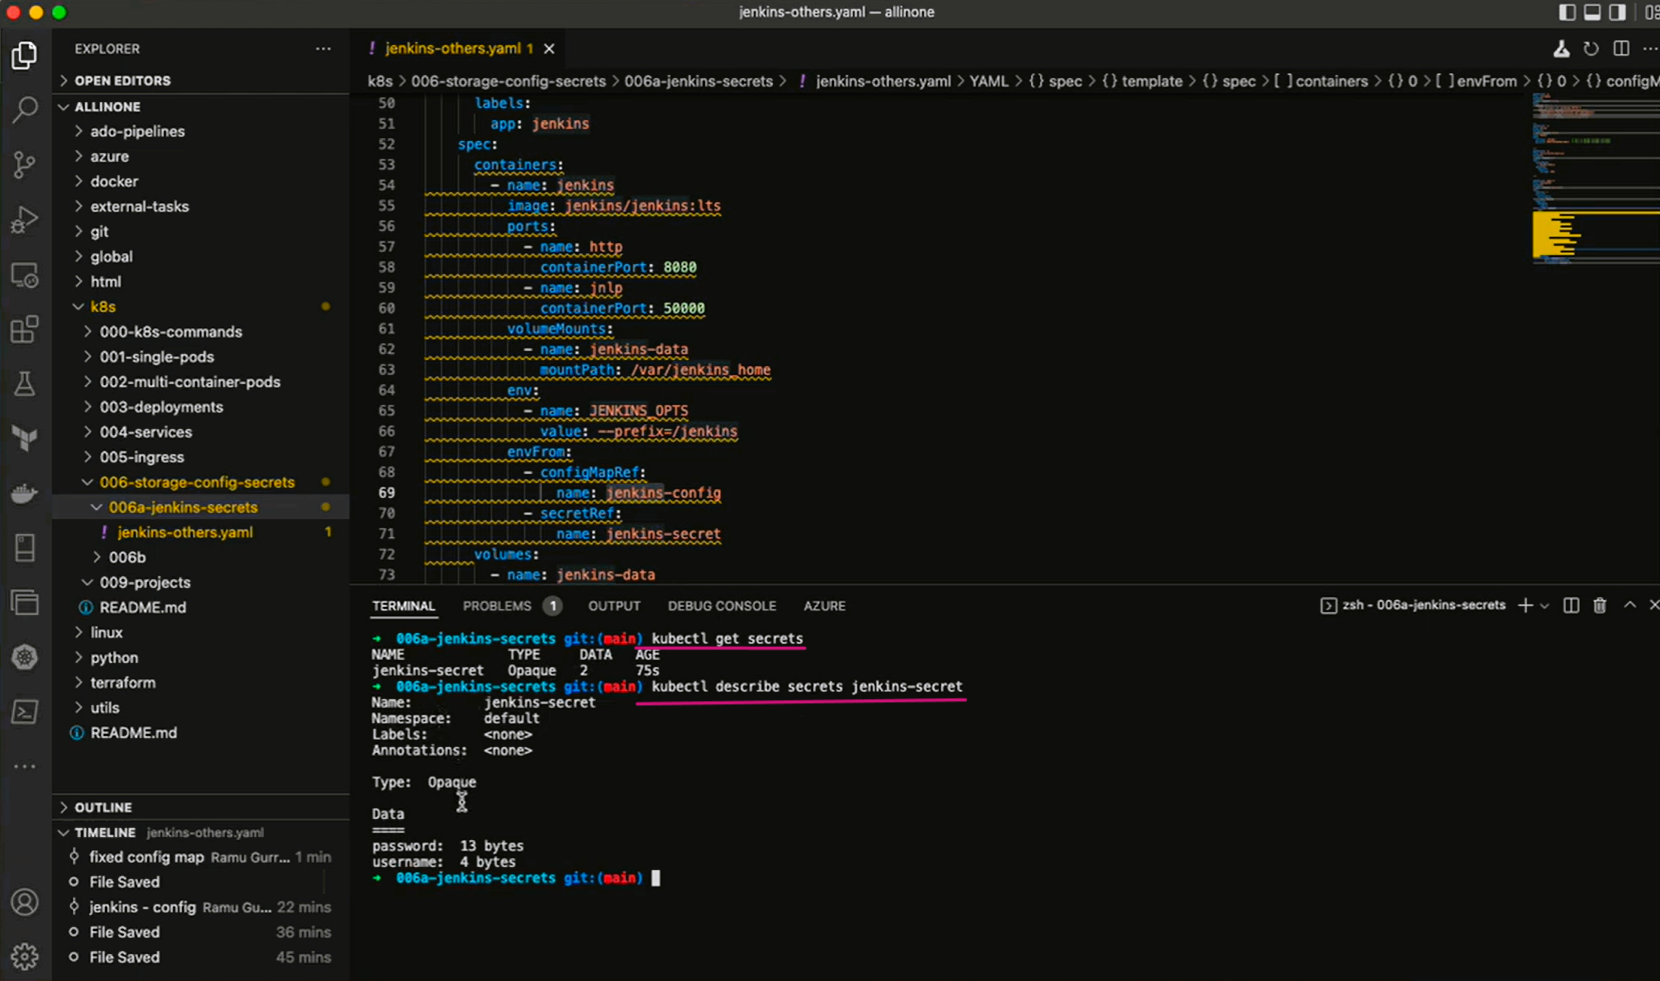 jenkins-others.yaml — allinone
EXPLORER
OPEN EDITORS
ALLINONE
ado-pipelines
azure
docker
external-tasks
git
global
html
k8s
000-k8s-commands
001-single-pods
002-multi-container-pods
003-deployments
004-services
005-ingress
006-storage-config-secrets
006a-jenkins-secrets
! jenkins-others.yaml 1
006b
009-projects
README.md
linux
python
terraform
utils
README.md
OUTLINE
TIMELINE jenkins-others.yaml
fixed config map Ramu Gurr... 1 min
File Saved
jenkins - config Ramu Gu... 22 mins
File Saved 36 mins
File Saved 45 mins
! jenkins-others.yaml 1
k8s > 006-storage-config-secrets > 006a-jenkins-secrets > ! jenkins-others.yaml > YAML > {} spec > {} template > {} spec > [ ] containers > {} 0 > [ ] envFrom > {} 0 > {} configM
50 labels:
51 app: jenkins
52 spec:
53 containers:
54 - name: jenkins
55 image: jenkins/jenkins:lts
56 ports:
57 - name: http
58 containerPort: 8080
59 - name: jnlp
60 containerPort: 50000
61 volumeMounts:
62 - name: jenkins-data
63 mountPath: /var/jenkins_home
64 env:
65 - name: JENKINS_OPTS
66 value: --prefix=/jenkins
67 envFrom:
68 - configMapRef:
69 name: jenkins-config
70 - secretRef:
71 name: jenkins-secret
72 volumes:
73 - name: jenkins-data
TERMINAL PROBLEMS 1 OUTPUT DEBUG CONSOLE AZURE
zsh - 006a-jenkins-secrets
→ 006a-jenkins-secrets git:(main) kubectl get secrets
NAME TYPE DATA AGE
jenkins-secret Opaque 2 75s
→ 006a-jenkins-secrets git:(main) kubectl describe secrets jenkins-secret
Name: jenkins-secret
Namespace: default
Labels: <none>
Annotations: <none>
Type: Opaque
Data
====
password: 13 bytes
username: 4 bytes
→ 006a-jenkins-secrets git:(main)